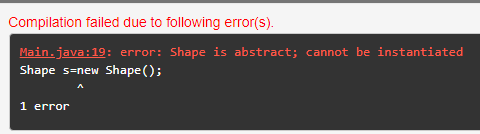 Compilation failed due to following error(s).
Main.java:19: error: Shape is abstract; cannot be instantiated
Shape s=new Shape();
^
1 error